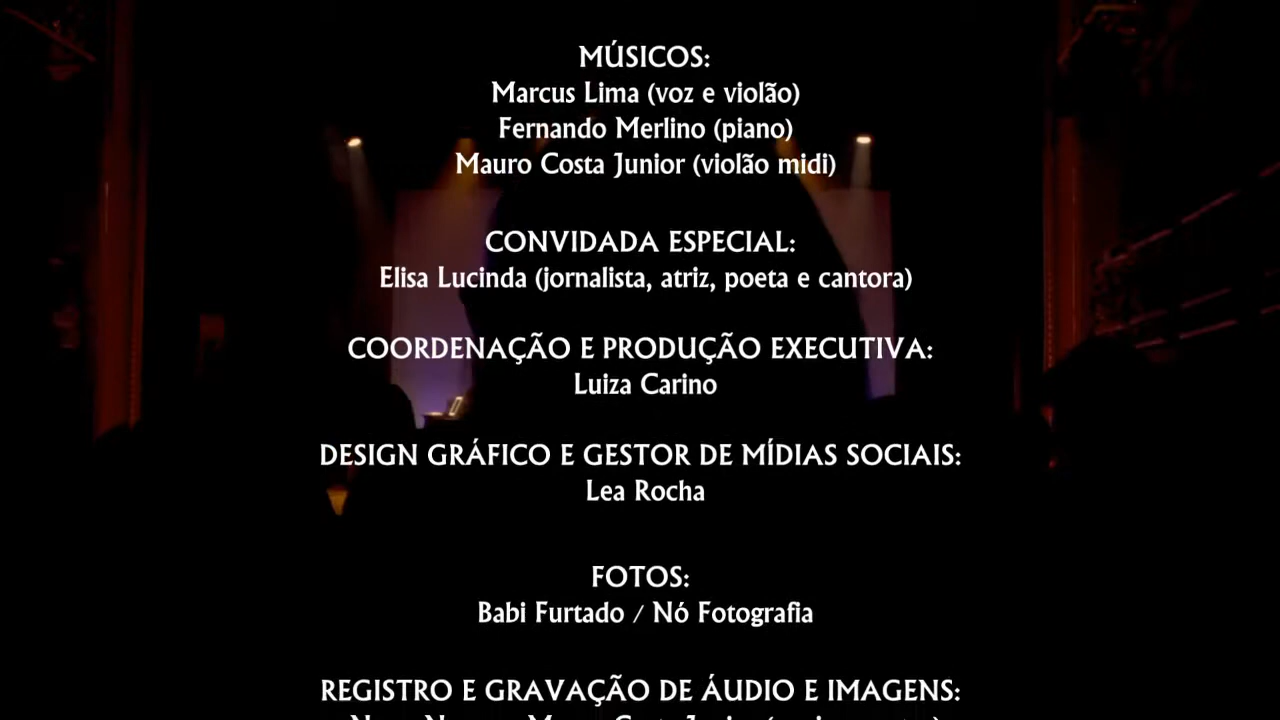 MÚSICOS:
Marcus Lima (voz e violão)
Fernando Merlino (piano)
Mauro Costa Junior (violão midi)
CONVIDADA ESPECIAL:
Elisa Lucinda (jornalista, atriz, poeta e cantora)
COORDENAÇÃO E PRODUÇÃO EXECUTIVA:
Luiza Carino
DESIGN GRÁFICO E GESTOR DE MÍDIAS SOCIAIS:
Lea Rocha
FOTOS:
Babi Furtado / Nó Fotografia
REGISTRO E GRAVAÇÃO DE ÁUDIO E IMAGENS: